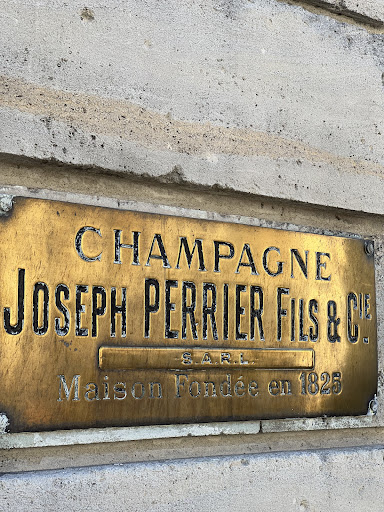 CHAMPAGNE
JOSEPH PERRIER FILS & CIE.
S.A.R.L.
Maison Fondée en 1825